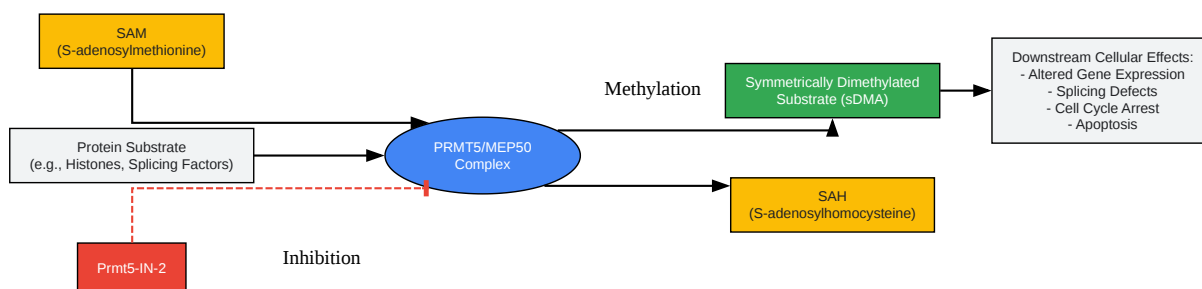 SAM
(S-adenosylmethionine)
Protein Substrate
(e.g., Histones, Splicing Factors)
Prmt5-IN-2
Inhibition
PRMT5/MEP50
Complex
Methylation
Symmetrically Dimethylated
Substrate (sDMA)
SAH
(S-adenosylhomocysteine)
Downstream Cellular Effects:
- Altered Gene Expression
- Splicing Defects
- Cell Cycle Arrest
- Apoptosis